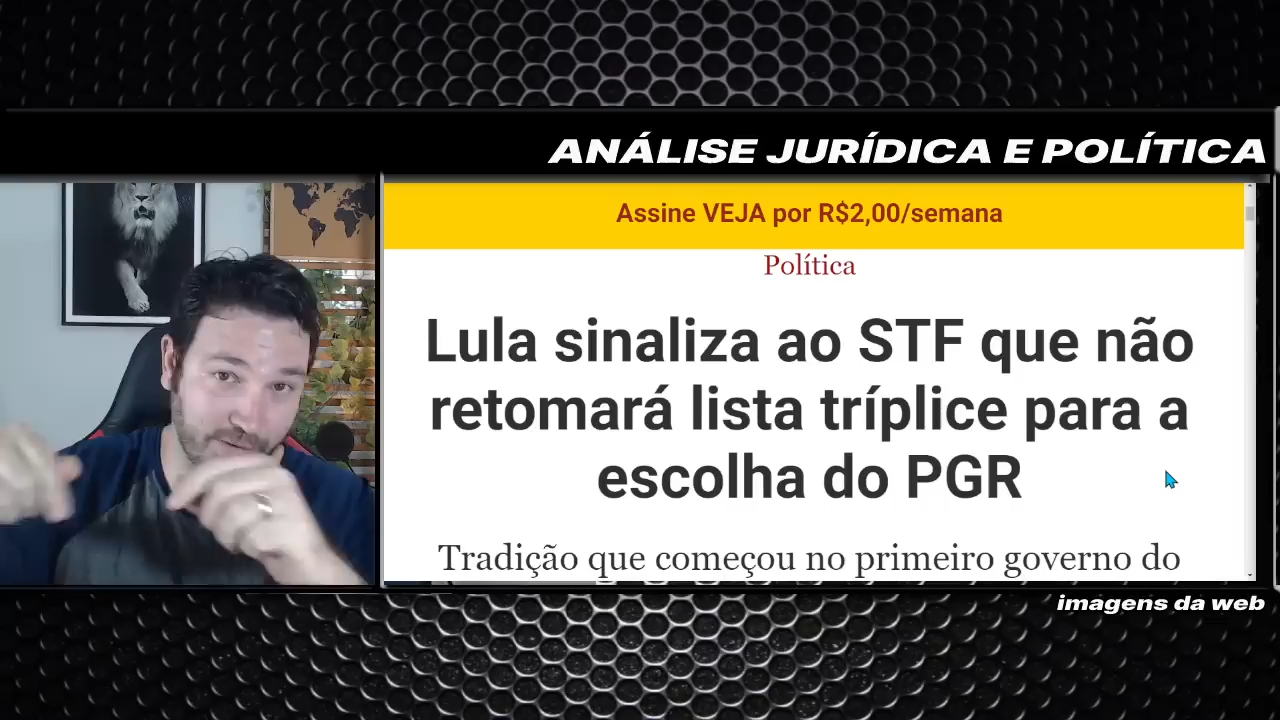 ANÁLISE JURÍDICA E POLÍTICA
Assine VEJA por R$2,00/semana
Política
Lula sinaliza ao STF que não
retomará lista tríplice para a
escolha do PGR
Tradição que começou no primeiro governo do
imagens da web